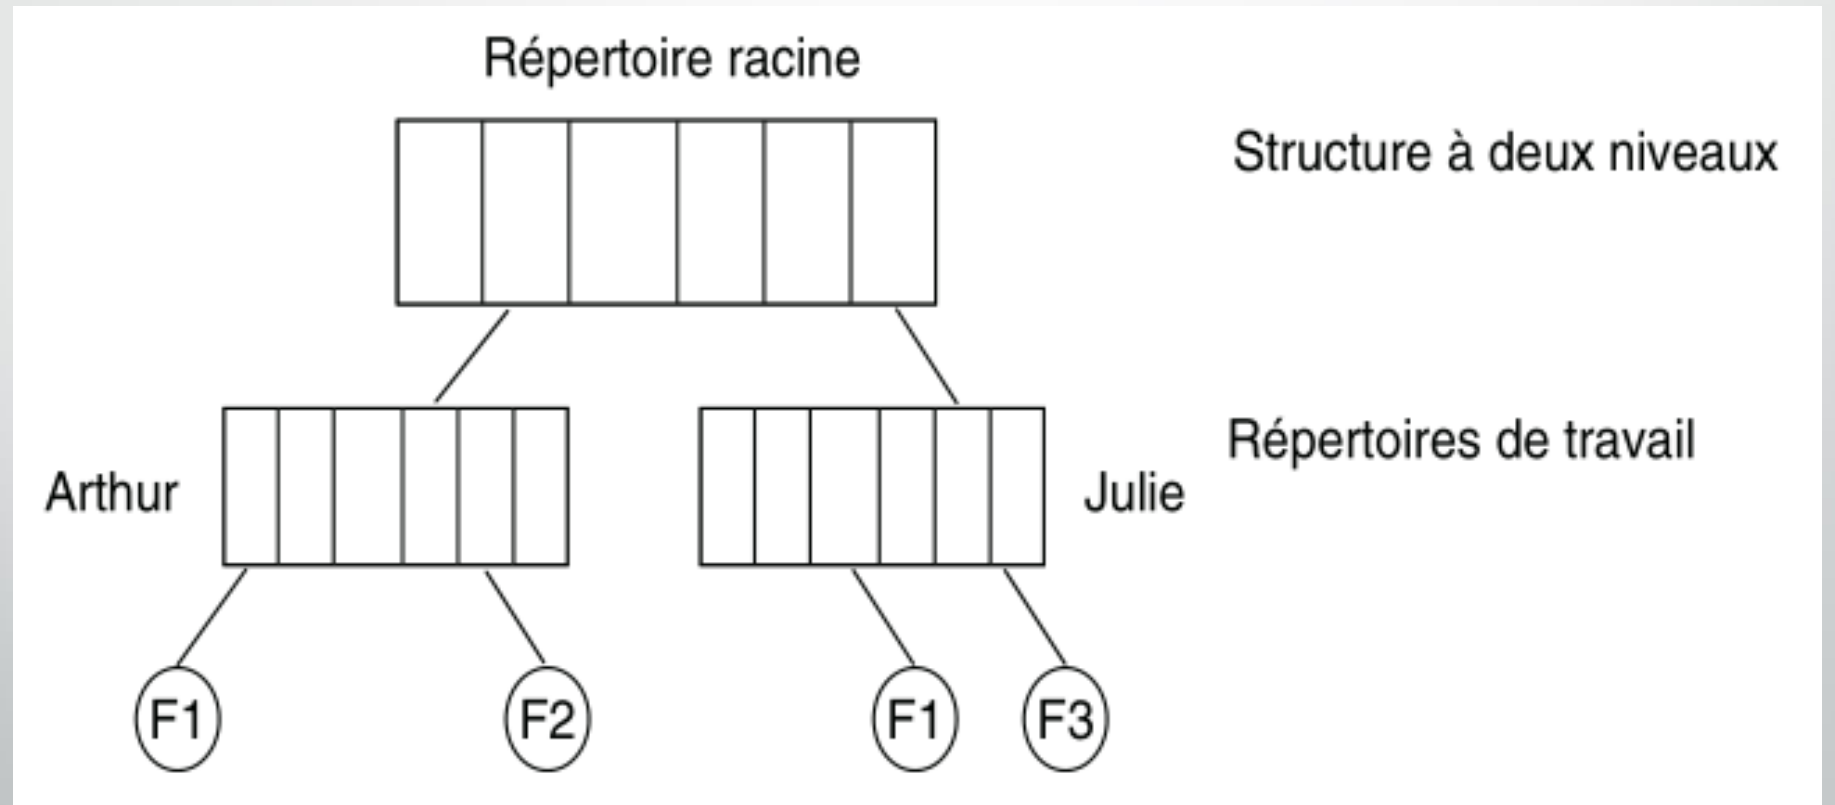 Répertoire racine
Structure à deux niveaux
Répertoires de travail
Arthur
Julie
F1
F2
F1
F3